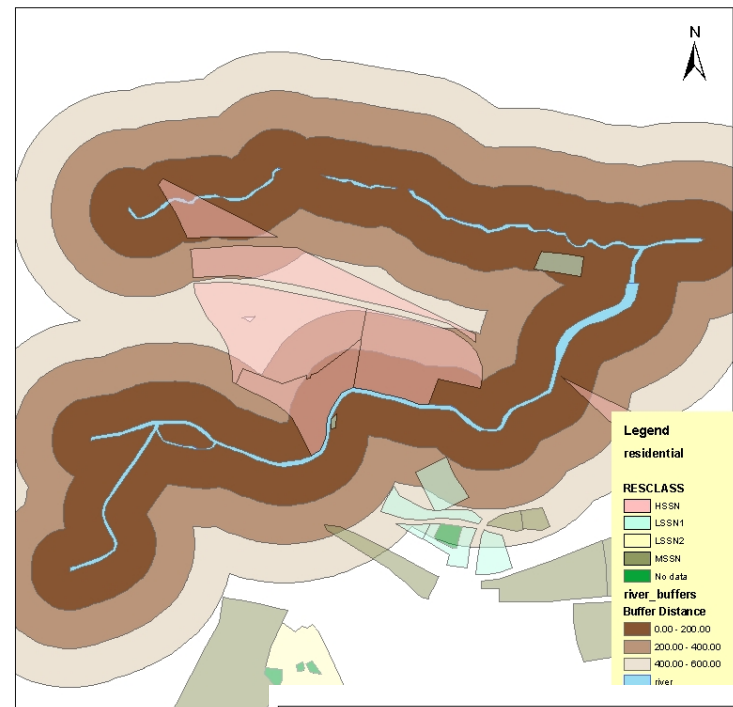 N
Legend
residential
RESCLASS
HSSN
LSSN1
LSSN2
MSSN
No data
river_buffers
Buffer Distance
0.00 - 200.00
200.00 - 400.00
400.00 - 600.00
river